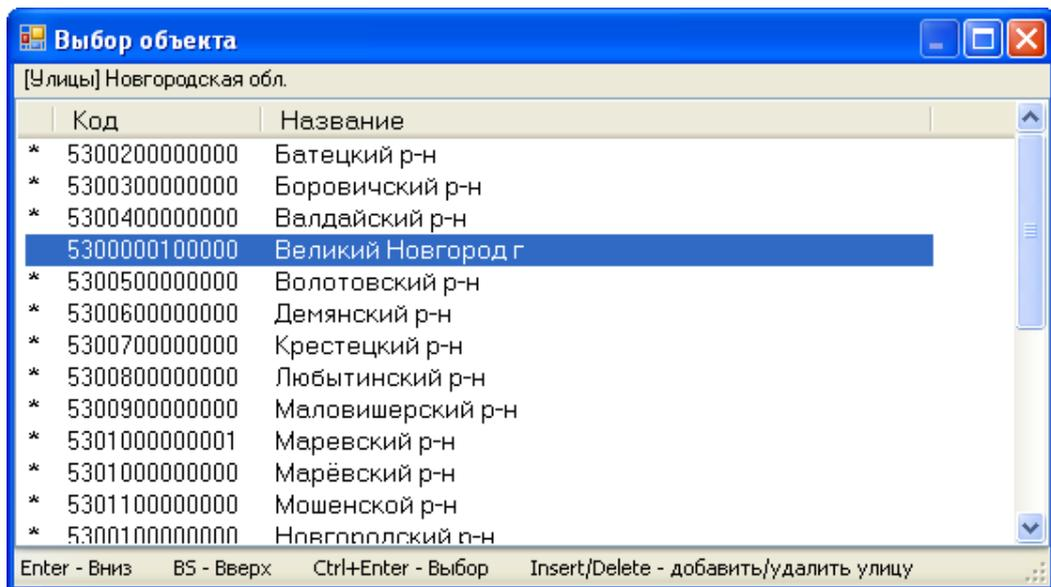 Выбор объекта
[Улицы] Новгородская обл.
Код Название
* 5300200000000 Батецкий р-н
* 5300300000000 Боровичский р-н
* 5300400000000 Валдайский р-н
5300000100000 Великий Новгород г
* 5300500000000 Волотовский р-н
* 5300600000000 Демянский р-н
* 5300700000000 Крестецкий р-н
* 5300800000000 Любытинский р-н
* 5300900000000 Маловишерский р-н
* 5301000000001 Маревский р-н
* 5301000000000 Марёвский р-н
* 5301100000000 Мошенской р-н
* 5300100000000 Новгородский р-н
Enter - Вниз BS - Вверх Ctrl+Enter - Выбор Insert/Delete - добавить/удалить улицу